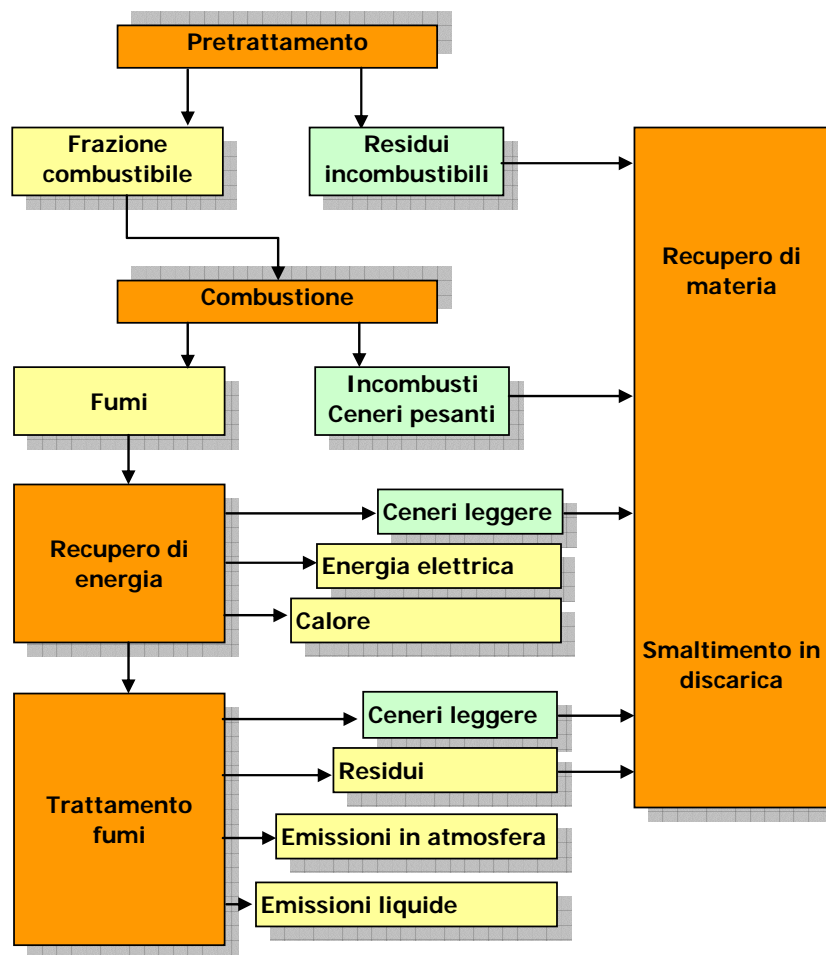 Pretrattamento
Frazione
combustibile
Residui
incombustibili
Combustione
Fumi
Incombusti
Ceneri pesanti
Recupero di
energia
Ceneri leggere
Energia elettrica
Calore
Trattamento
fumi
Ceneri leggere
Residui
Emissioni in atmosfera
Emissioni liquide
Recupero di
materia
Smaltimento in
discarica